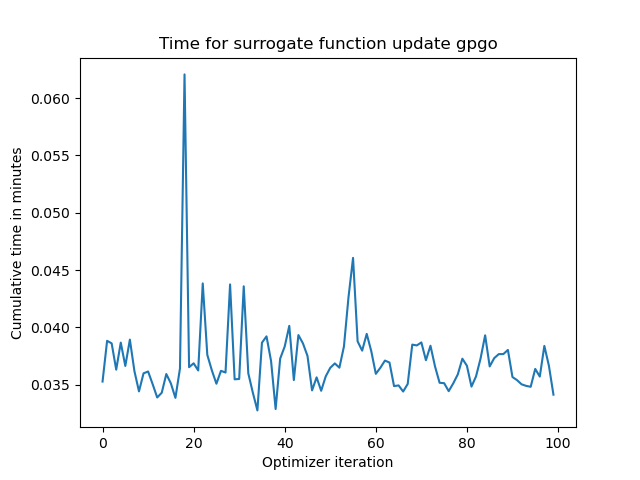 Time for surrogate function update gpgo
Cumulative time in minutes
0.060
0.055
0.050
0.045
0.040
0.035
0 20 40 60 80 100
Optimizer iteration